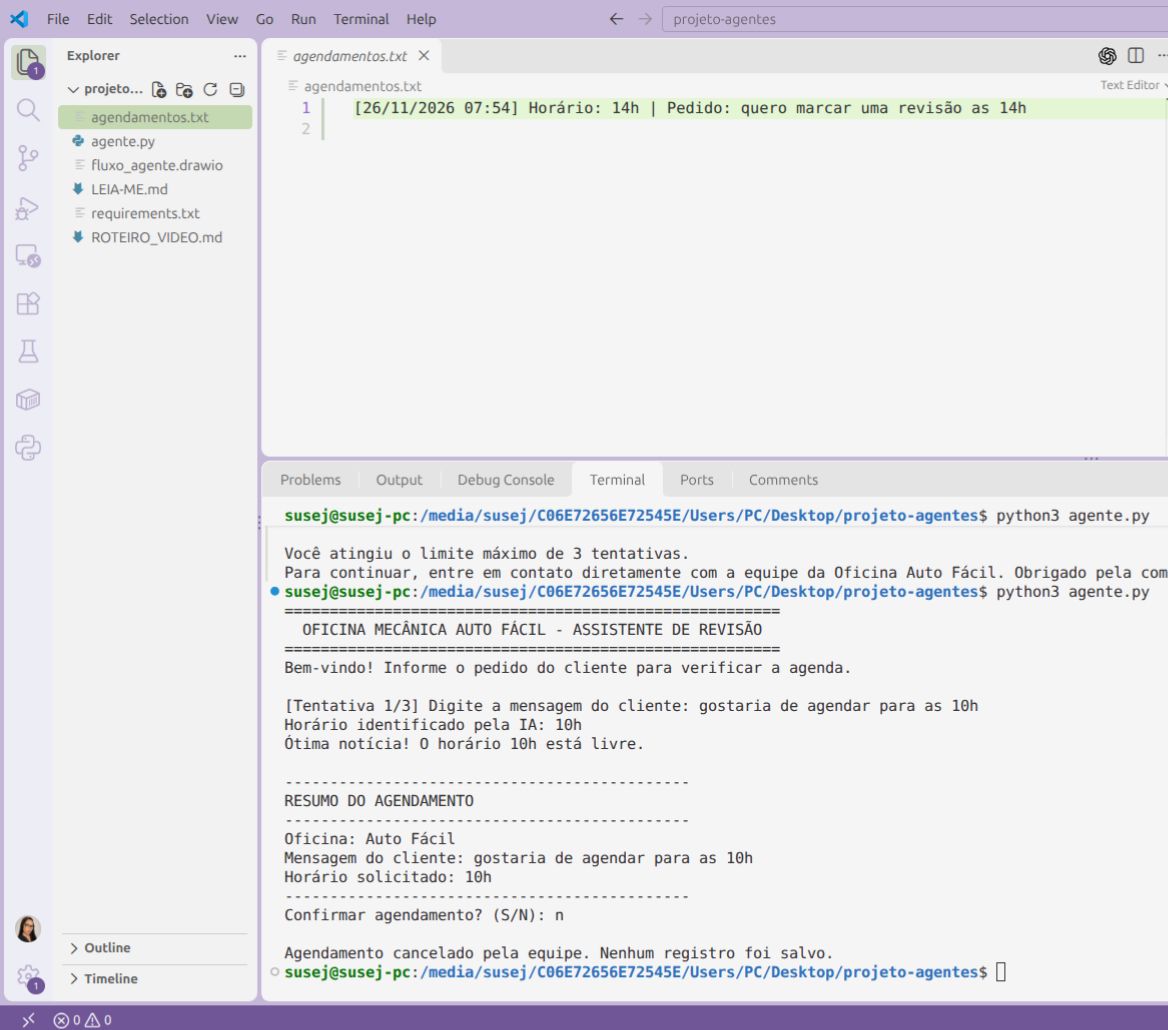 File Edit Selection View Go Run Terminal Help
projeto-agentes
Explorer
projeto...
agendamentos.txt
agente.py
fluxo_agente.drawio
LEIA-ME.md
requirements.txt
ROTEIRO_VIDEO.md
Outline
Timeline
1
1
agendamentos.txt
agendamentos.txt
Text Editor
1 [26/11/2026 07:54] Horário: 14h | Pedido: quero marcar uma revisão as 14h
2
Problems Output Debug Console Terminal Ports Comments
susej@susej-pc:/media/susej/C06E72656E72545E/Users/PC/Desktop/projeto-agentes$ python3 agente.py
Você atingiu o limite máximo de 3 tentativas.
Para continuar, entre em contato diretamente com a equipe da Oficina Auto Fácil. Obrigado pela com
susej@susej-pc:/media/susej/C06E72656E72545E/Users/PC/Desktop/projeto-agentes$ python3 agente.py
=======================================================
OFICINA MECÂNICA AUTO FÁCIL - ASSISTENTE DE REVISÃO
=======================================================
Bem-vindo! Informe o pedido do cliente para verificar a agenda.
[Tentativa 1/3] Digite a mensagem do cliente: gostaria de agendar para as 10h
Horário identificado pela IA: 10h
Ótima notícia! O horário 10h está livre.
---------------------------------------------
RESUMO DO AGENDAMENTO
---------------------------------------------
Oficina: Auto Fácil
Mensagem do cliente: gostaria de agendar para as 10h
Horário solicitado: 10h
---------------------------------------------
Confirmar agendamento? (S/N): n
Agendamento cancelado pela equipe. Nenhum registro foi salvo.
susej@susej-pc:/media/susej/C06E72656E72545E/Users/PC/Desktop/projeto-agentes$
0 0